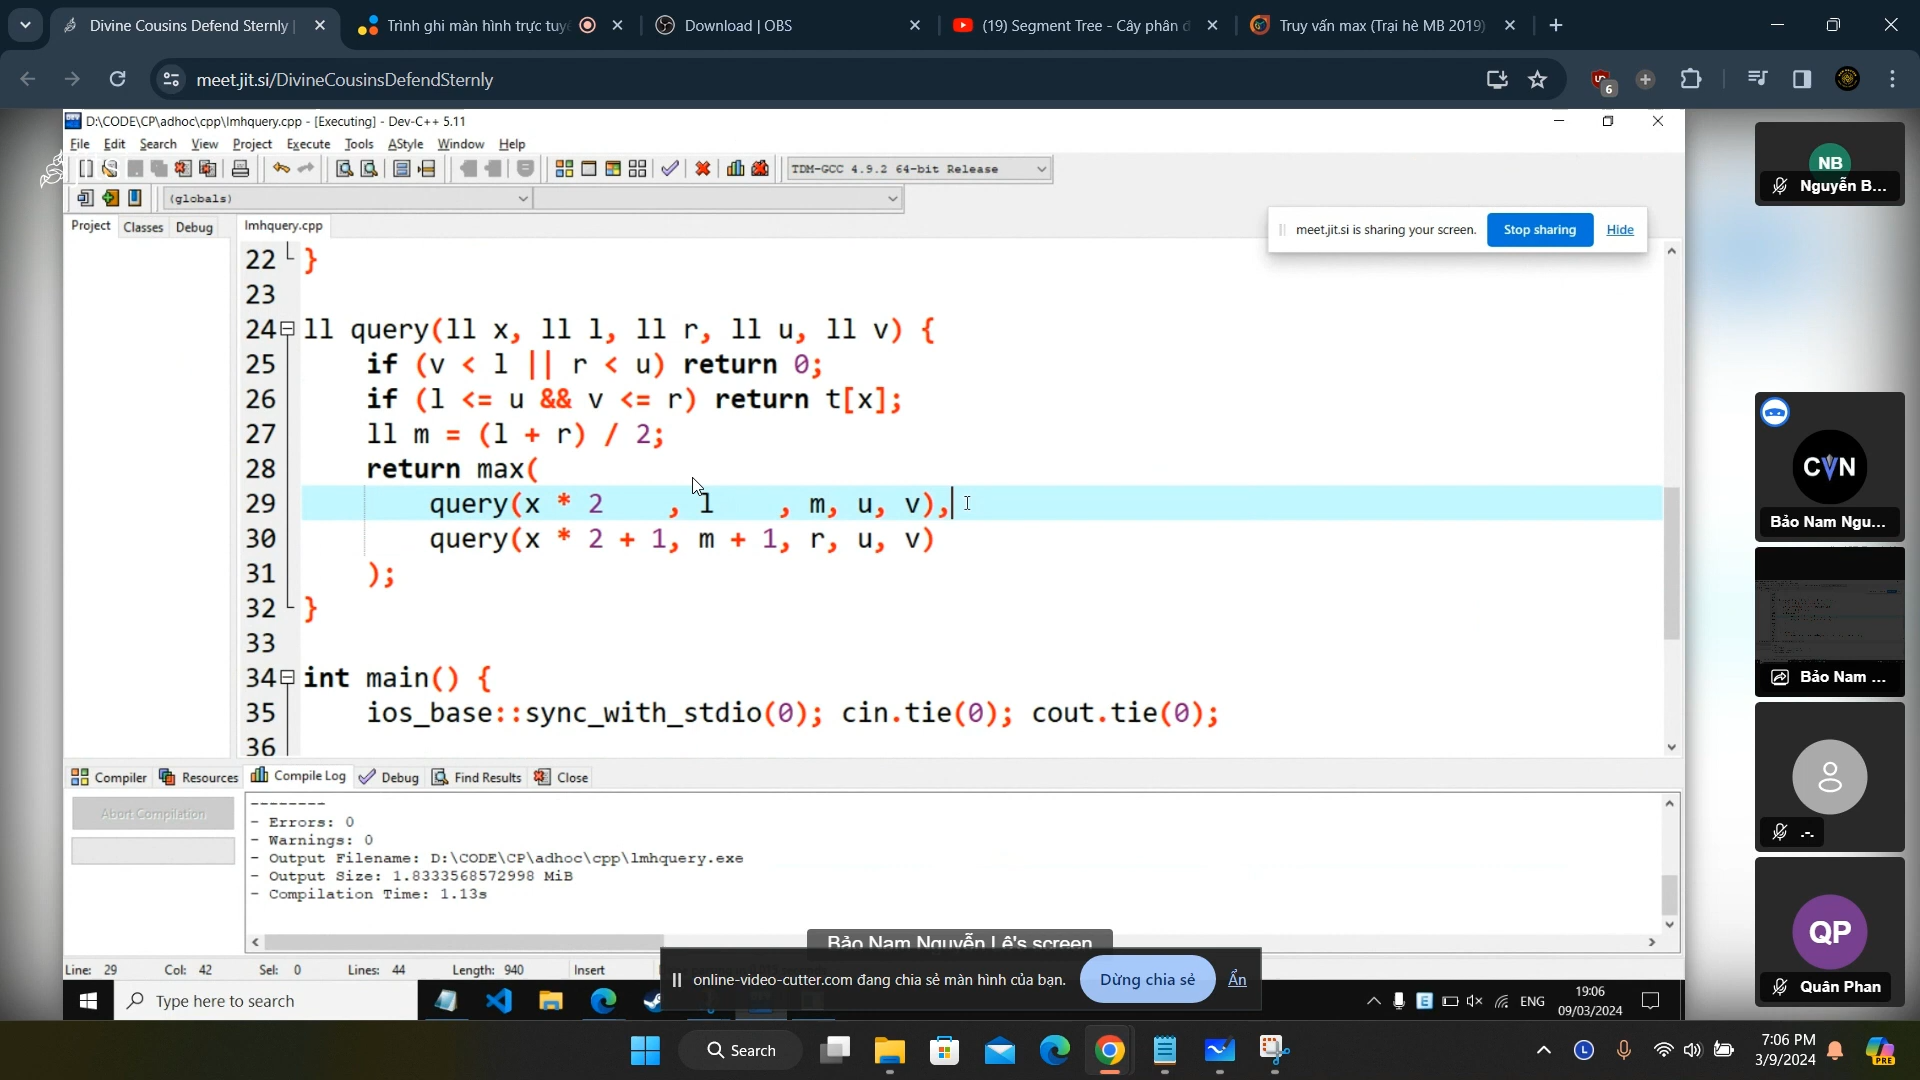 Divine Cousins Defend Sternly
Trình ghi màn hình trực tuyế
Download | OBS
(19) Segment Tree - Cây phân đ
Truy vấn max (Trại hè MB 2019)
meet.jit.si/DivineCousinsDefendSternly
6
D:\CODE\CP\adhoc\cpp\lmhquery.cpp - [Executing] - Dev-C++ 5.11
File Edit Search View Project Execute Tools AStyle Window Help
TDM-GCC 4.9.2 64-bit Release
(globals)
Project Classes Debug
lmhquery.cpp
meet.jit.si is sharing your screen. Stop sharing Hide
22 }
23
24 ll query(ll x, ll l, ll r, ll u, ll v) {
25 if (v < l || r < u) return 0;
26 if (l <= u && v <= r) return t[x];
27 ll m = (l + r) / 2;
28 return max(
29 query(x * 2 , l , m, u, v),
30 query(x * 2 + 1, m + 1, r, u, v)
31 );
32 }
33
34 int main() {
35 ios_base::sync_with_stdio(0); cin.tie(0); cout.tie(0);
36
Compiler Resources Compile Log Debug Find Results Close
Abort Compilation
--------
- Errors: 0
- Warnings: 0
- Output Filename: D:\CODE\CP\adhoc\cpp\lmhquery.exe
- Output Size: 1.8333568572998 MiB
- Compilation Time: 1.13s
Bảo Nam Nguyễn Lê's screen
Line: 29 Col: 42 Sel: 0 Lines: 44 Length: 940 Insert
online-video-cutter.com đang chia sẻ màn hình của bạn. Dừng chia sẻ Ẩn
Type here to search
ENG
19:06
09/03/2024
NB
Nguyễn B...
CVN
Bảo Nam Ngu...
Bảo Nam ...
.-.
QP
Quân Phan
Search
7:06 PM
3/9/2024
PRE